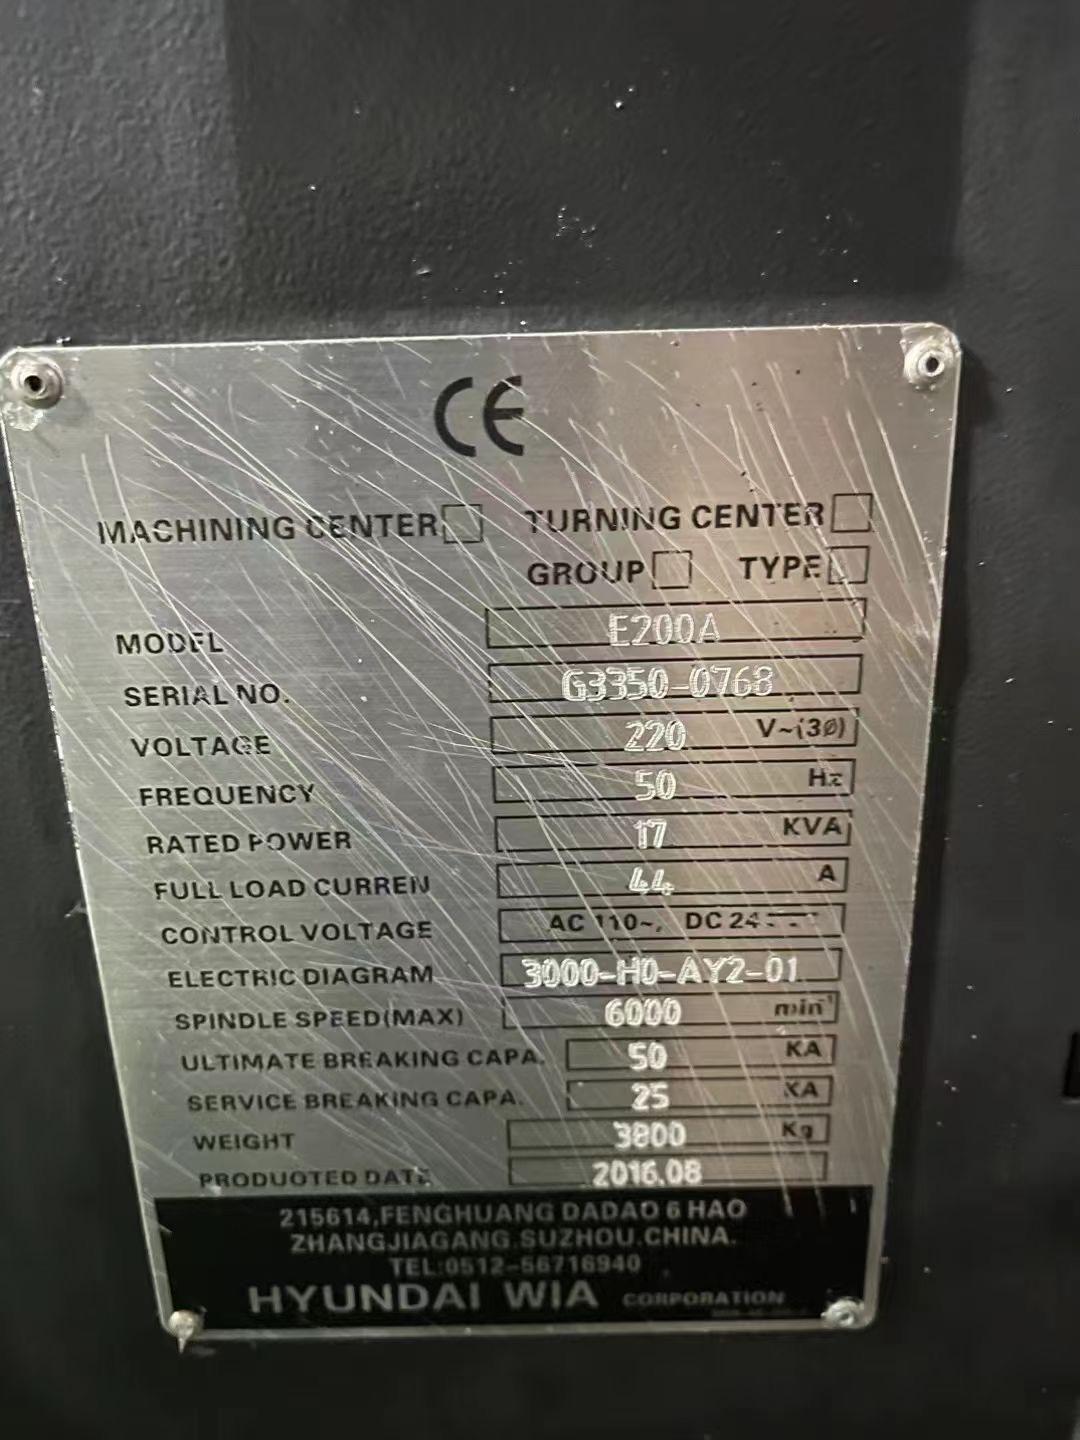 CE
MACHINING CENTER TURNING CENTER
GROUP TYPE
MODEL E200A
SERIAL NO. G3350-0768
VOLTAGE 220 V~(3Ø)
FREQUENCY 50 Hz
RATED POWER 17 KVA
FULL LOAD CURREN 44 A
CONTROL VOLTAGE AC 110~, DC 24
ELECTRIC DIAGRAM 3000-H0-AY2-01
SPINDLE SPEED(MAX) 6000 min⁻¹
ULTIMATE BREAKING CAPA. 50 KA
SERVICE BREAKING CAPA. 25 KA
WEIGHT 3800 Kg
PRODUOTED DATE 2016.08
215614,FENGHUANG DADAO 6 HAO
ZHANGJIAGANG.SUZHOU.CHINA.
TEL:0512-56716940
HYUNDAI WIA CORPORATION